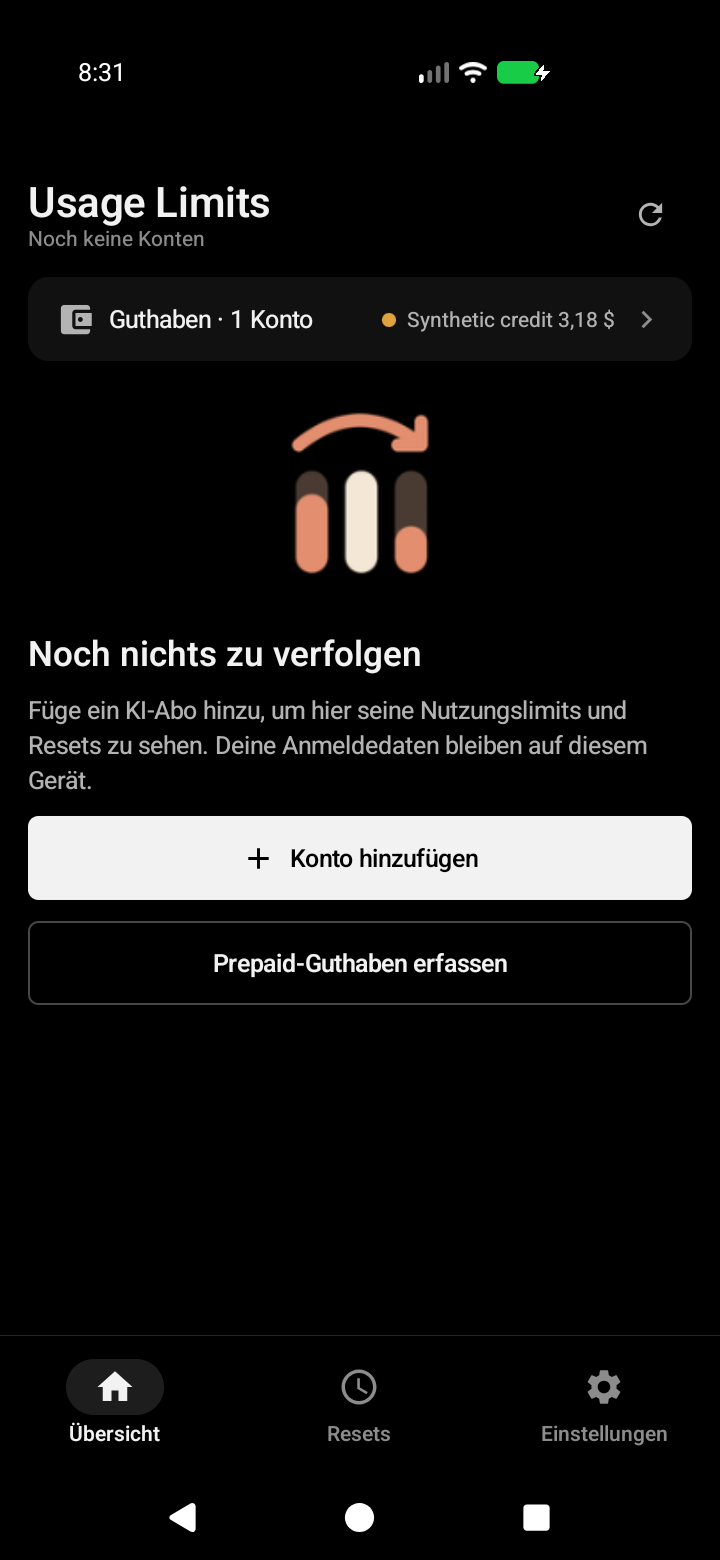 8:31
Usage Limits
Noch keine Konten
Guthaben · 1 Konto
Synthetic credit 3,18 $
Noch nichts zu verfolgen
Füge ein KI-Abo hinzu, um hier seine Nutzungslimits und
Resets zu sehen. Deine Anmeldedaten bleiben auf diesem
Gerät.
Konto hinzufügen
Prepaid-Guthaben erfassen
Übersicht
Resets
Einstellungen